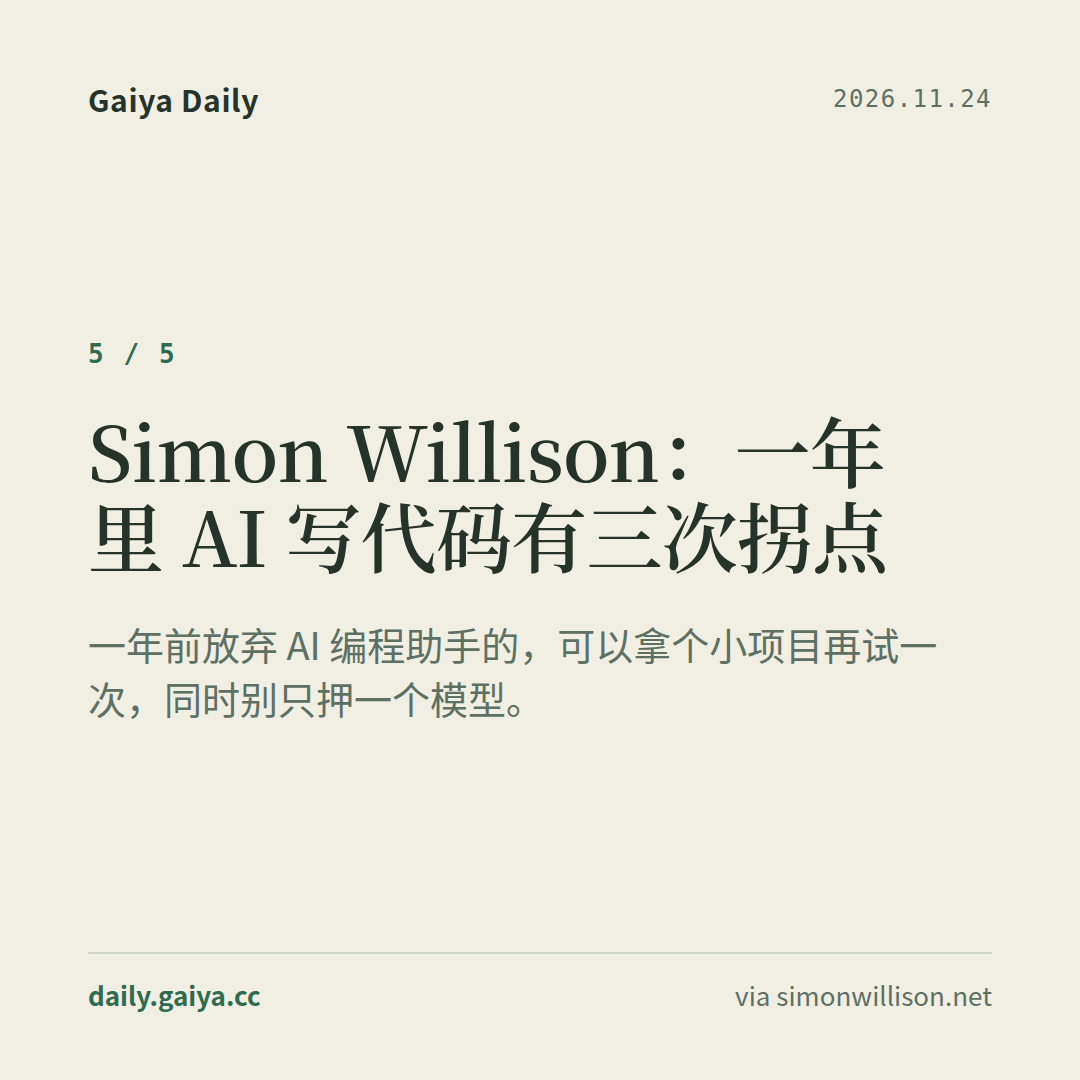 Gaiya Daily
2026.11.24
5 / 5
Simon Willison：一年
里 AI 写代码有三次拐点
一年前放弃 AI 编程助手的，可以拿个小项目再试一
次，同时别只押一个模型。
daily.gaiya.cc
via simonwillison.net